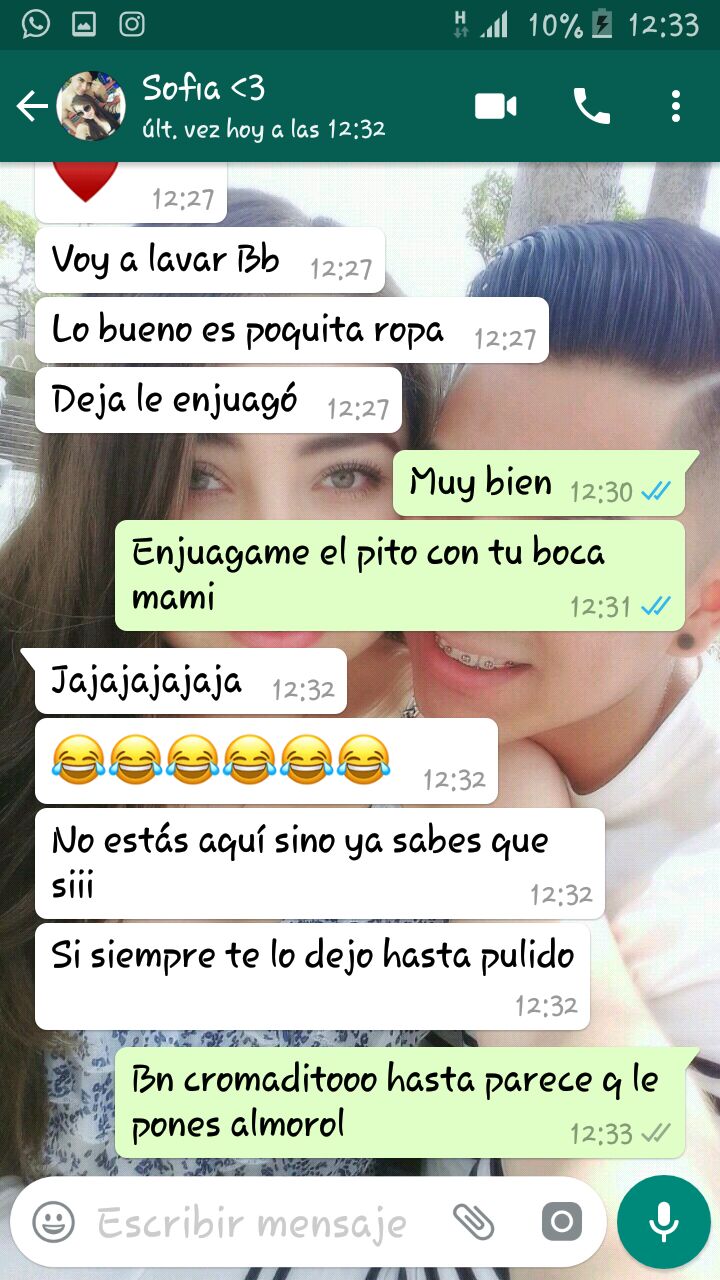 10% 12:33
Sofia <3
últ. vez hoy a las 12:32
12:27
Voy a lavar Bb 12:27
Lo bueno es poquita ropa 12:27
Deja le enjuagó 12:27
Muy bien 12:30
Enjuagame el pito con tu boca
mami 12:31
Jajajajajaja 12:32
😂😂😂😂😂😂 12:32
No estás aquí sino ya sabes que
siii 12:32
Si siempre te lo dejo hasta pulido
12:32
Bn cromaditooo hasta parece q le
pones almorol 12:33
Escribir mensaje